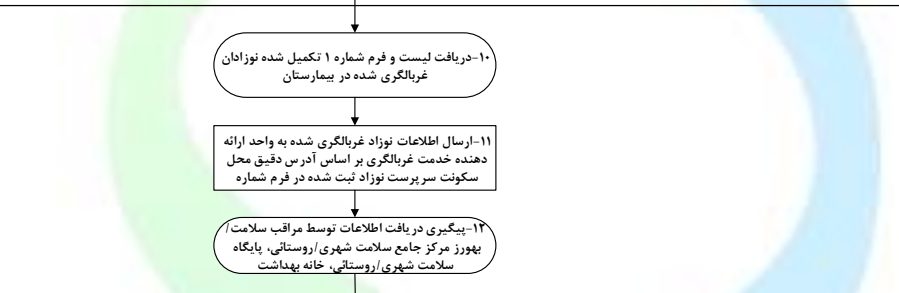 ۱۰-دریافت لیست و فرم شماره ۱ تکمیل شده نوزادان
غربالگری شده در بیمارستان
۱۱-ارسال اطلاعات نوزاد غربالگری شده به واحد ارائه
دهنده خدمت غربالگری بر اساس آدرس دقیق محل
سکونت سرپرست نوزاد ثبت شده در فرم شماره
۱۲-پیگیری دریافت اطلاعات توسط مراقب سلامت/
بهورز مرکز جامع سلامت شهری/روستائی، پایگاه
سلامت شهری/روستائی، خانه بهداشت